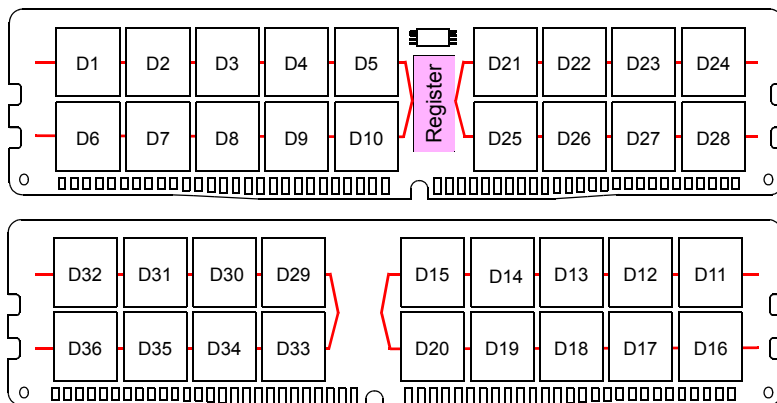 D1 D2 D3 D4 D5 D21 D22 D23 D24
Register
D6 D7 D8 D9 D10 D25 D26 D27 D28
D32 D31 D30 D29 D15 D14 D13 D12 D11
D36 D35 D34 D33 D20 D19 D18 D17 D16